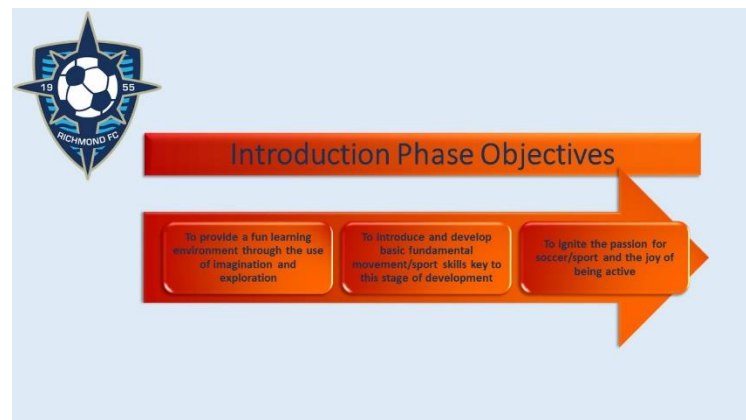 19 55
RICHMOND FC
Introduction Phase Objectives
To provide a fun learning
environment through the use
of imagination and
exploration
To introduce and develop
basic fundamental
movement/sport skills key to
this stage of development
To ignite the passion for
soccer/sport and the joy of
being active